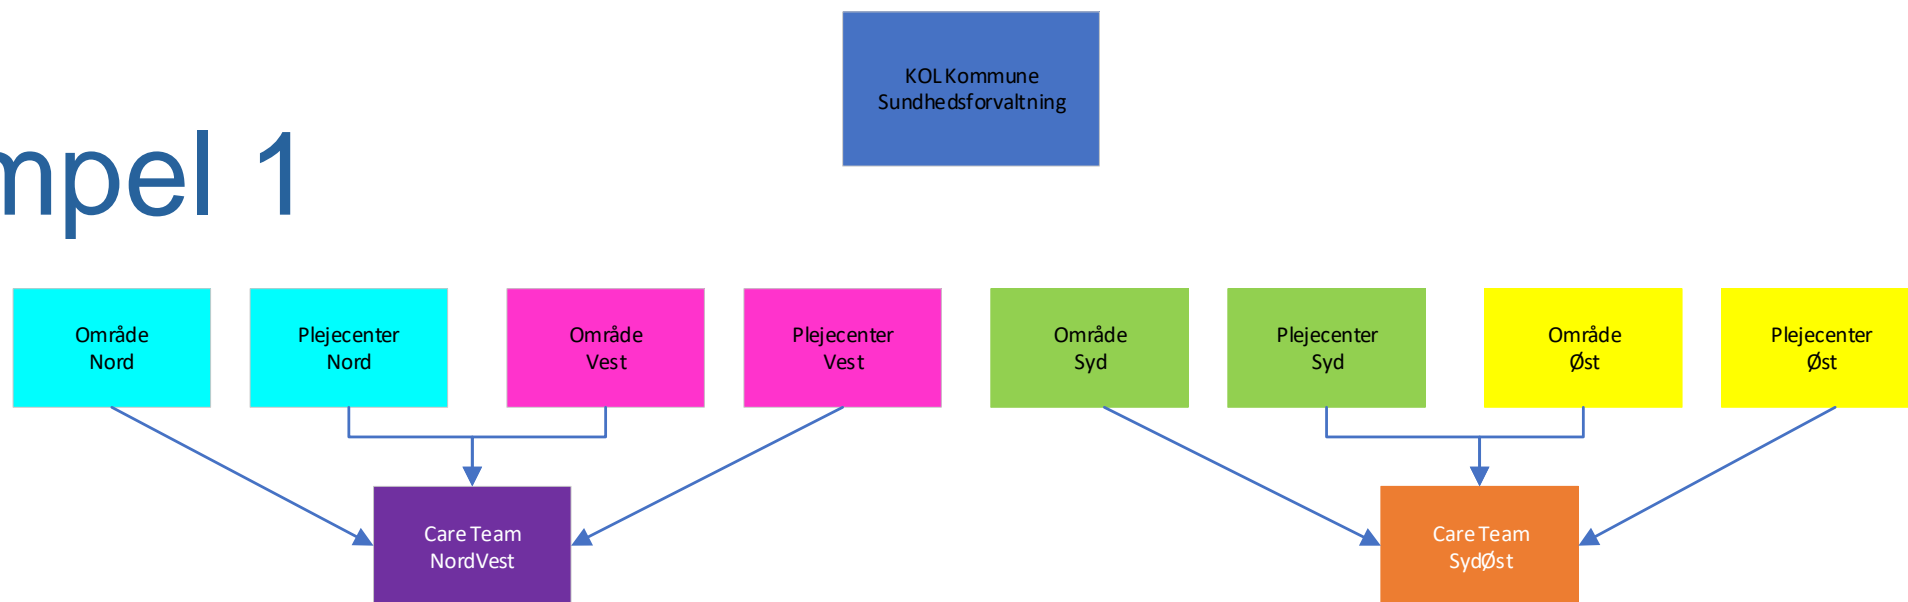 KOL Kommune
Sundhedsforvaltning
mpel 1
Område
Nord
Plejecenter
Nord
Område
Vest
Plejecenter
Vest
Område
Syd
Plejecenter
Syd
Område
Øst
Plejecenter
Øst
Care Team
NordVest
Care Team
SydØst